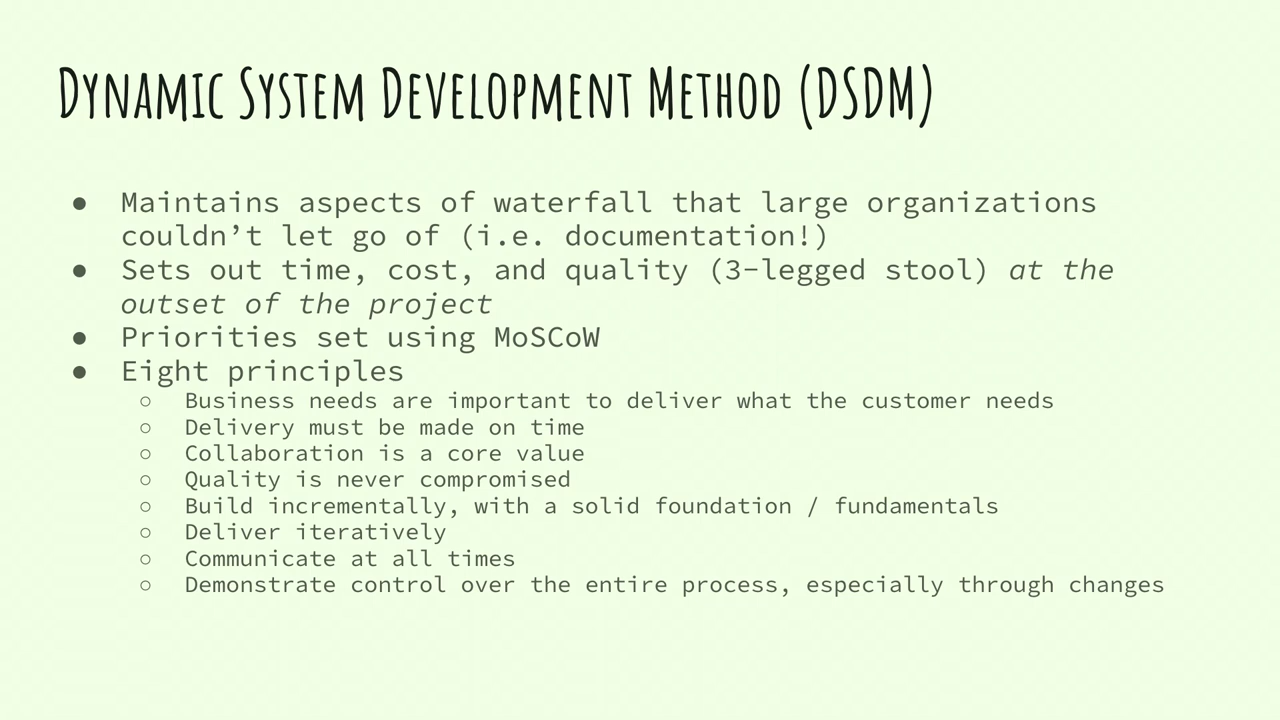 Dynamic System Development Method (DSDM)
● Maintains aspects of waterfall that large organizations
couldn’t let go of (i.e. documentation!)
● Sets out time, cost, and quality (3-legged stool) at the
outset of the project
● Priorities set using MoSCoW
● Eight principles
○ Business needs are important to deliver what the customer needs
○ Delivery must be made on time
○ Collaboration is a core value
○ Quality is never compromised
○ Build incrementally, with a solid foundation / fundamentals
○ Deliver iteratively
○ Communicate at all times
○ Demonstrate control over the entire process, especially through changes